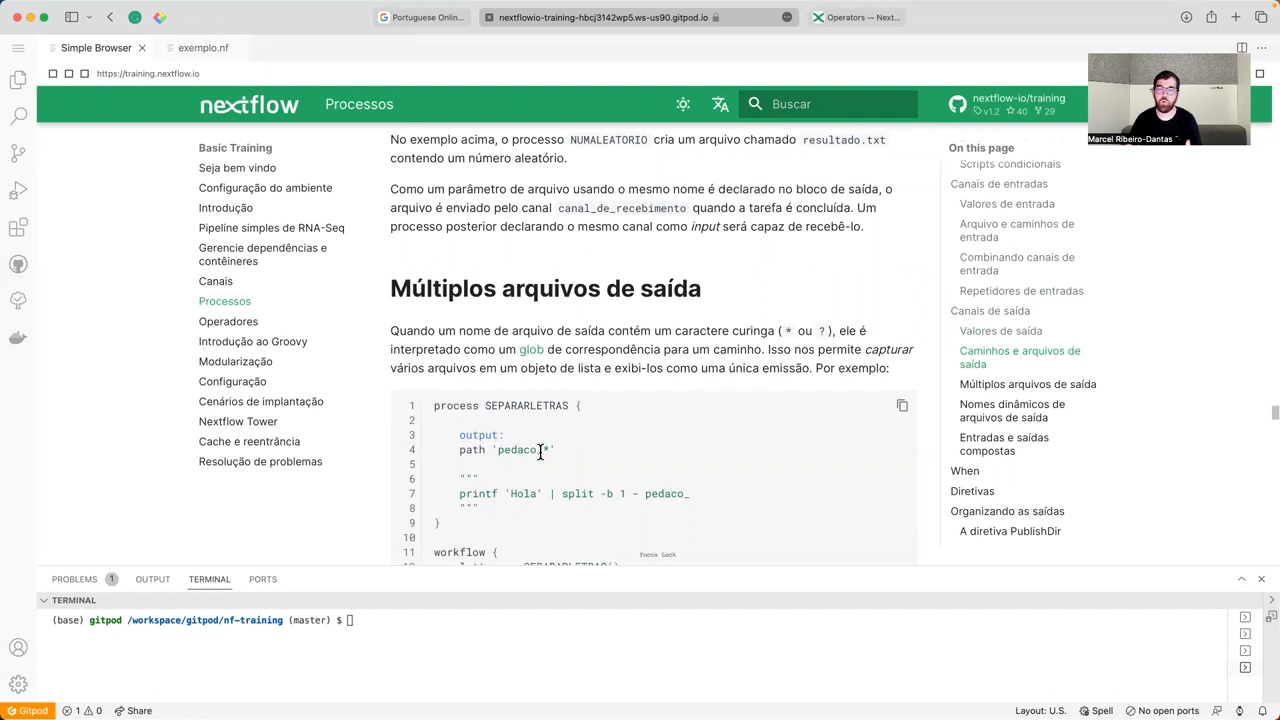 Portuguese Onlin...
nextflowio-training-hbcj3142wp5.ws-us90.gitpod.io
Operators — Next...
Simple Browser
exemplo.nf
https://training.nextflow.io
nextflow
Processos
Buscar
nextflow-io/training
v1.2 40 29
Marcel Ribeiro-Dantas
Basic Training
Seja bem vindo
Configuração do ambiente
Introdução
Pipeline simples de RNA-Seq
Gerencie dependências e
contêineres
Canais
Processos
Operadores
Introdução ao Groovy
Modularização
Configuração
Cenários de implantação
Nextflow Tower
Cache e reentrância
Resolução de problemas
No exemplo acima, o processo NUMALEATORIO cria um arquivo chamado resultado.txt
contendo um número aleatório.
Como um parâmetro de arquivo usando o mesmo nome é declarado no bloco de saída, o
arquivo é enviado pelo canal canal_de_recebimento quando a tarefa é concluída. Um
processo posterior declarando o mesmo canal como input será capaz de recebê-lo.
Múltiplos arquivos de saída
Quando um nome de arquivo de saída contém um caractere curinga ( * ou ? ), ele é
interpretado como um glob de correspondência para um caminho. Isso nos permite capturar
vários arquivos em um objeto de lista e exibi-los como uma única emissão. Por exemplo:
1 process SEPARARLETRAS {
2
3 output:
4 path 'pedaco_*'
5
6 """
7 printf 'Hola' | split -b 1 - pedaco_
8 """
9 }
10
11 workflow {
Focus Lock
On this page
Scripts condicionais
Canais de entradas
Valores de entrada
Arquivo e caminhos de
entrada
Combinando canais de
entrada
Repetidores de entradas
Canais de saída
Valores de saída
Caminhos e arquivos de
saída
Múltiplos arquivos de saída
Nomes dinâmicos de
arquivos de saída
Entradas e saídas
compostas
When
Diretivas
Organizando as saídas
A diretiva PublishDir
PROBLEMS 1 OUTPUT TERMINAL PORTS
TERMINAL
(base) gitpod /workspace/gitpod/nf-training (master) $
Gitpod 1 0 Share
Layout: U.S. Spell No open ports